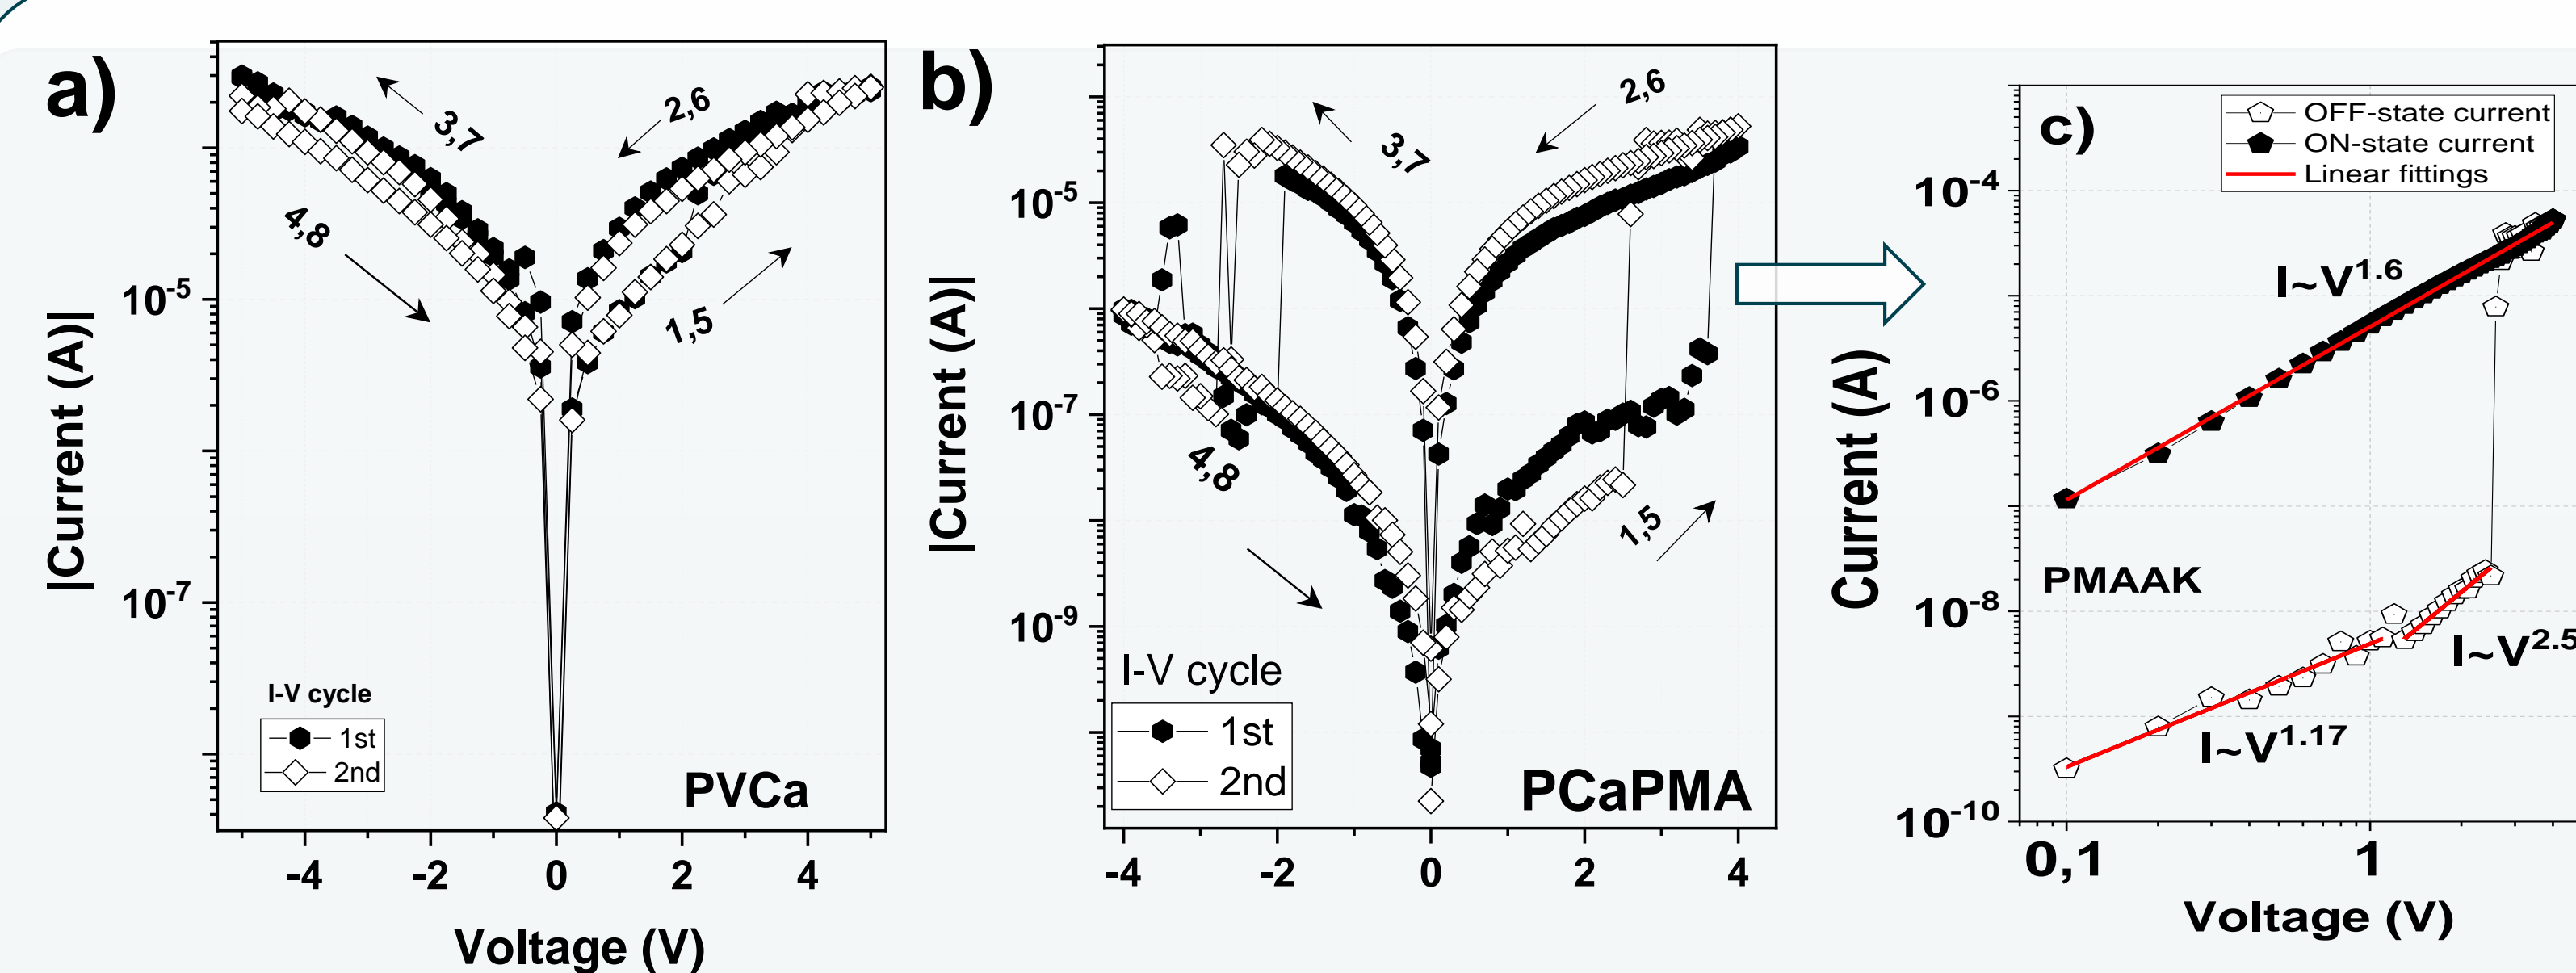 a)
3,7
2,6
4,8
1,5
|Current (A)|
10-5
10-7
I-V cycle
1st
2nd
PVCa
-4 -2 0 2 4
Voltage (V)
b)
2,6
3,7
4,8
1,5
|Current (A)|
10-5
10-7
10-9
I-V cycle
1st
2nd
PCaPMA
-4 -2 0 2 4
c)
OFF-state current
ON-state current
Linear fittings
I~V1.6
PMAAK
I~V2.5
I~V1.17
Current (A)
10-4
10-6
10-8
10-10
0,1 1
Voltage (V)